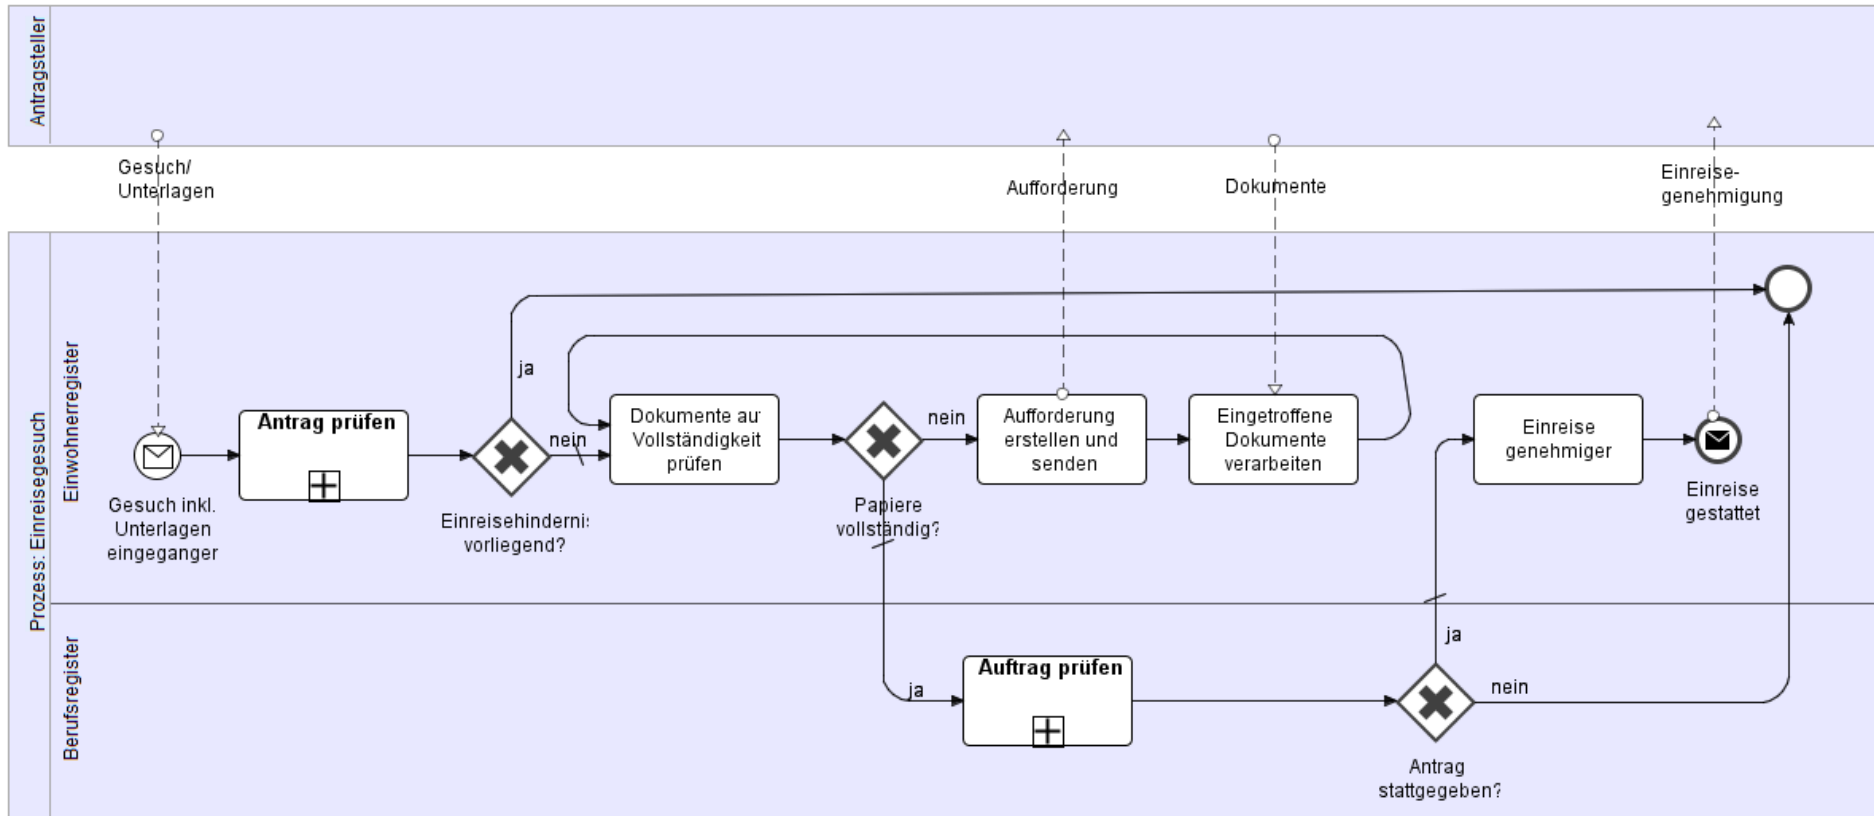 Antragsteller
Gesuch/
Unterlagen
Aufforderung
Dokumente
Einreise-
genehmigung
Prozess: Einreisegesuch
Einwohnerregister
ja
nein
nein
Antrag prüfen
Dokumente auf
Vollständigkeit
prüfen
Aufforderung
erstellen und
senden
Eingetroffene
Dokumente
verarbeiten
Einreise
genehmiger
Gesuch inkl.
Unterlagen
eingeganger
Einreisehindernis
vorliegend?
Papiere
vollständig?
Einreise
gestattet
Berufsregister
ja
ja
nein
Auftrag prüfen
Antrag
stattgegeben?